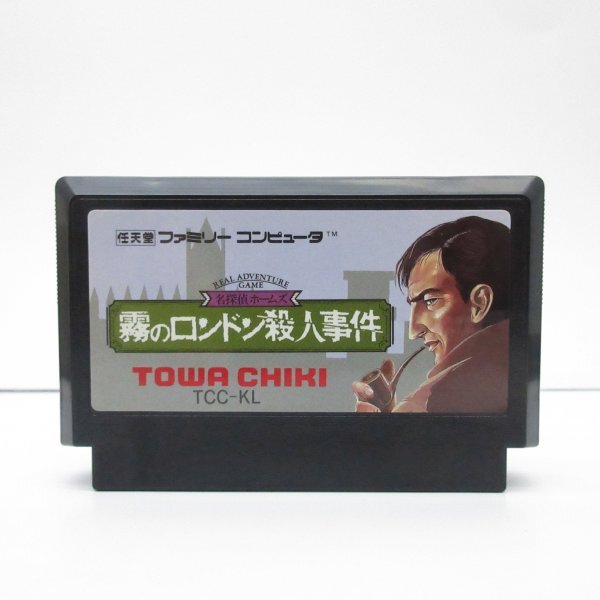 任天堂 ファミリー コンピュータ™
REAL ADVENTURE
GAME
名探偵ホームズ
霧のロンドン殺人事件
TOWA CHIKI
TCC-KL